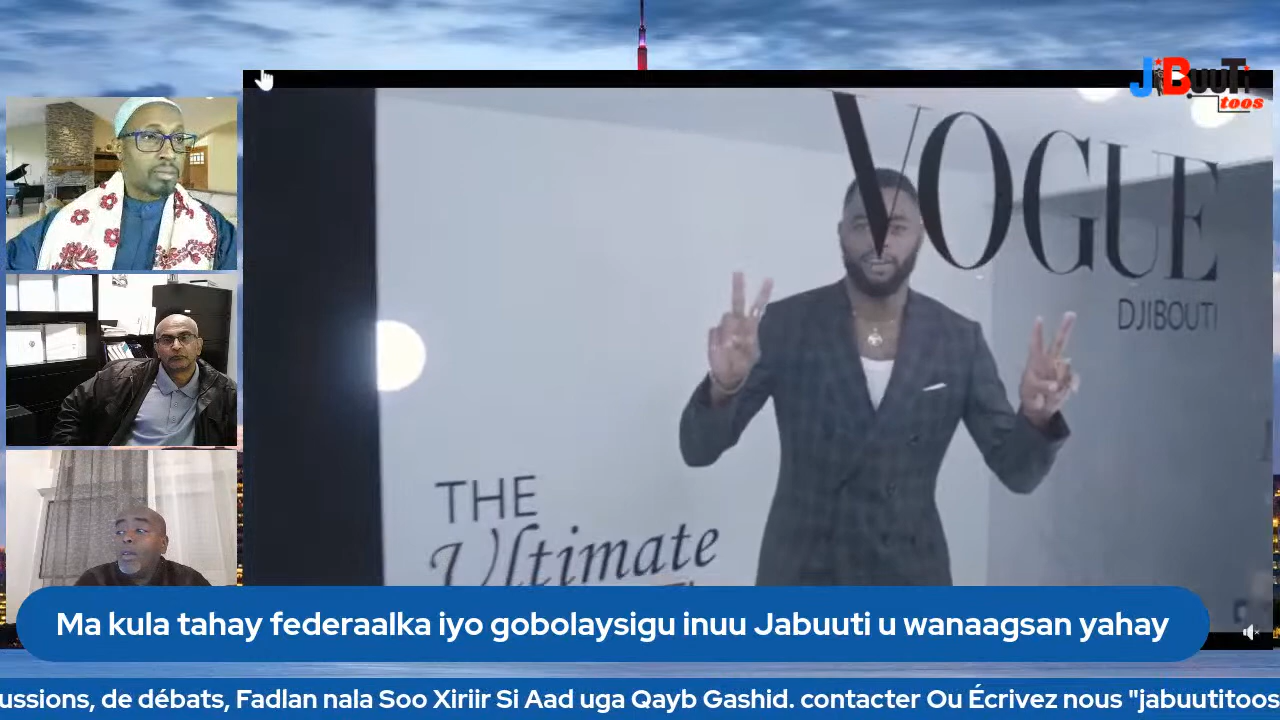 JiBuuTi
toos
VOGUE
DJIBOUTI
THE
Ultimate
Ma kula tahay federaalka iyo gobolaysigu inuu Jabuuti u wanaagsan yahay
ussions, de débats, Fadlan nala Soo Xiriir Si Aad uga Qayb Gashid. contacter Ou Écrivez nous "jabuutitoos